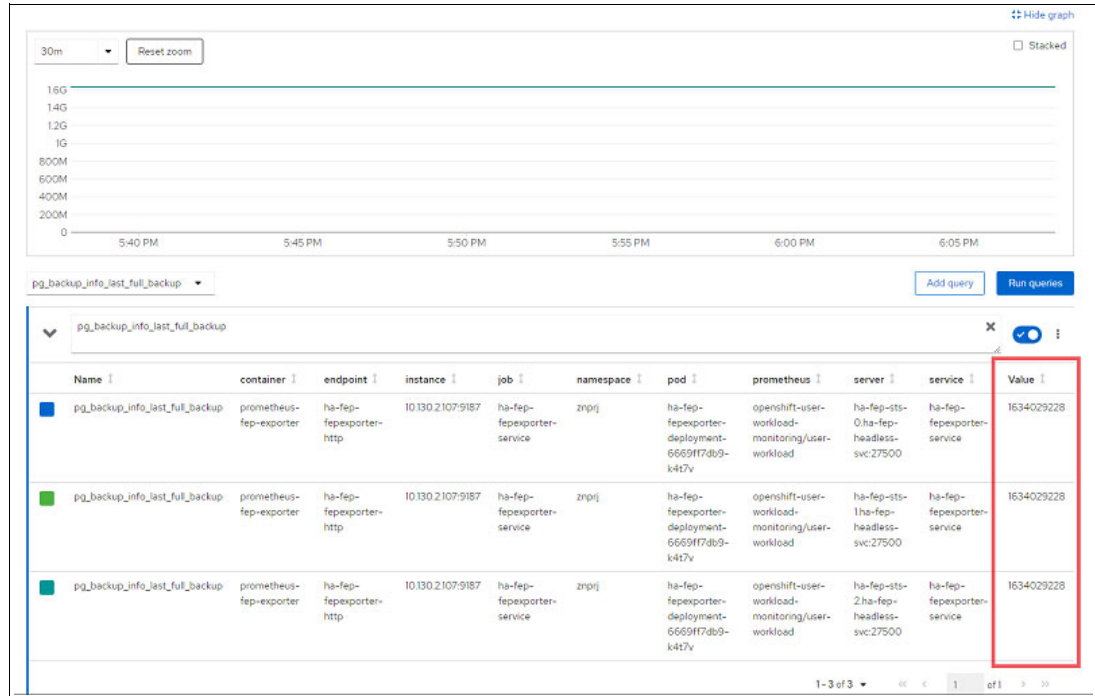 Hide graph
30m
Reset zoom
Stacked
1.6G
1.4G
1.2G
1G
800M
600M
400M
200M
0
5:40 PM 5:45 PM 5:50 PM 5:55 PM 6:00 PM 6:05 PM
pg_backup_info_last_full_backup
Add query
Run queries
pg_backup_info_last_full_backup
Name container endpoint instance job namespace pod prometheus server service Value
pg_backup_info_last_full_backup prometheus- ha-fep- 10.130.2.107:9187 ha-fep- znprj ha-fep- openshift-user- ha-fep-sts- ha-fep- 1634029228
fep-exporter fepexporter- fepexporter- fepexporter- workload- 0.ha-fep- fepexporter-
http service deployment- monitoring/user- headless- service
6669ff7db9- workload svc:27500
k4t7v
pg_backup_info_last_full_backup prometheus- ha-fep- 10.130.2.107:9187 ha-fep- znprj ha-fep- openshift-user- ha-fep-sts- ha-fep- 1634029228
fep-exporter fepexporter- fepexporter- fepexporter- workload- 1.ha-fep- fepexporter-
http service deployment- monitoring/user- headless- service
6669ff7db9- workload svc:27500
k4t7v
pg_backup_info_last_full_backup prometheus- ha-fep- 10.130.2.107:9187 ha-fep- znprj ha-fep- openshift-user- ha-fep-sts- ha-fep- 1634029228
fep-exporter fepexporter- fepexporter- fepexporter- workload- 2.ha-fep- fepexporter-
http service deployment- monitoring/user- headless- service
6669ff7db9- workload svc:27500
k4t7v
1-3 of 3 << < 1 of 1 > >>